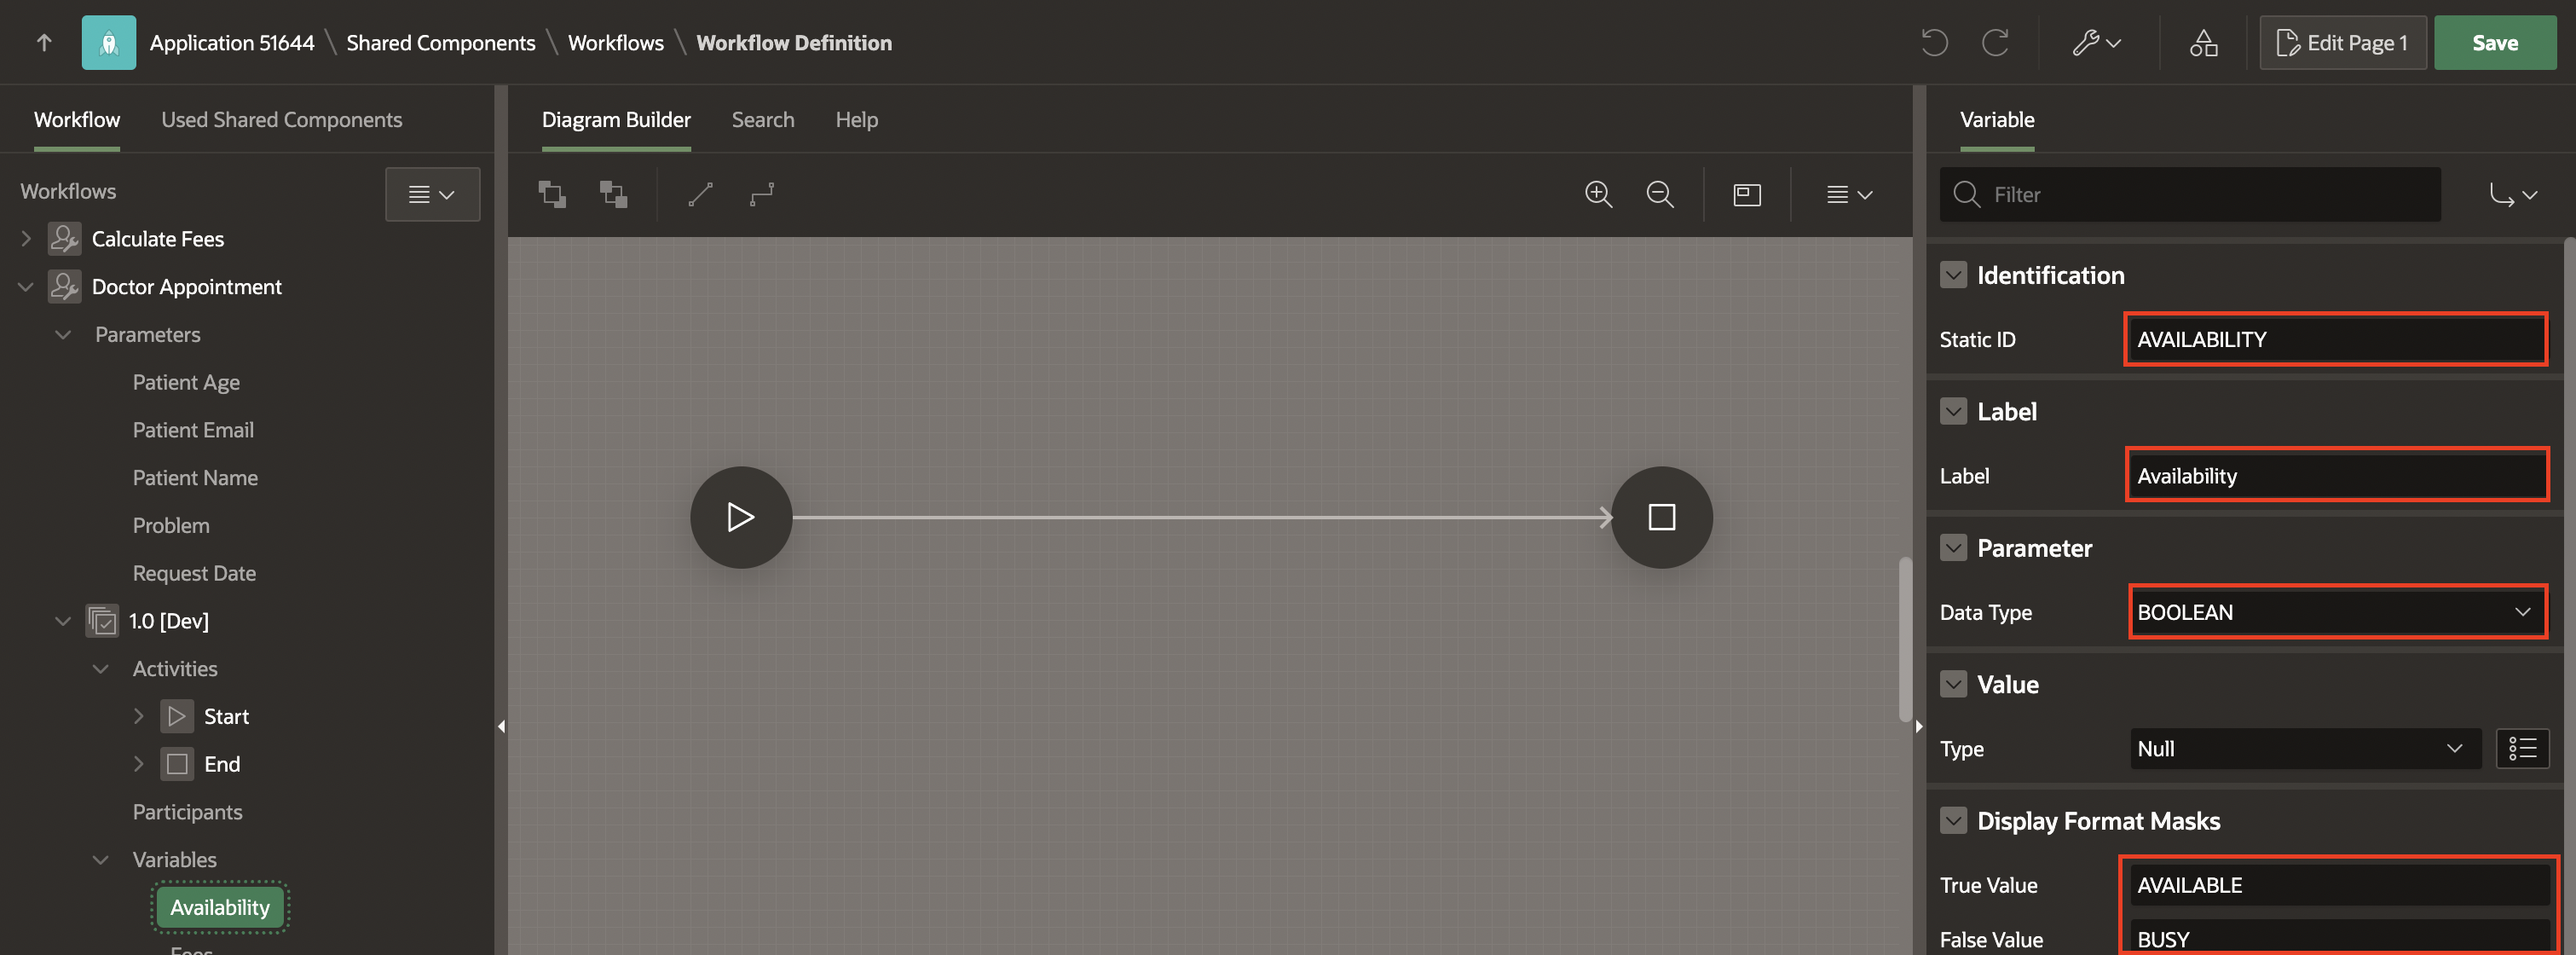 Application 51644 \ Shared Components \ Workflows \ Workflow Definition
Edit Page 1
Save
Workflow
Used Shared Components
Workflows
Calculate Fees
Doctor Appointment
Parameters
Patient Age
Patient Email
Patient Name
Problem
Request Date
1.0 [Dev]
Activities
Start
End
Participants
Variables
Availability
Fees
Diagram Builder
Search
Help
Variable
Filter
Identification
Static ID AVAILABILITY
Label
Label Availability
Parameter
Data Type BOOLEAN
Value
Type Null
Display Format Masks
True Value AVAILABLE
False Value BUSY